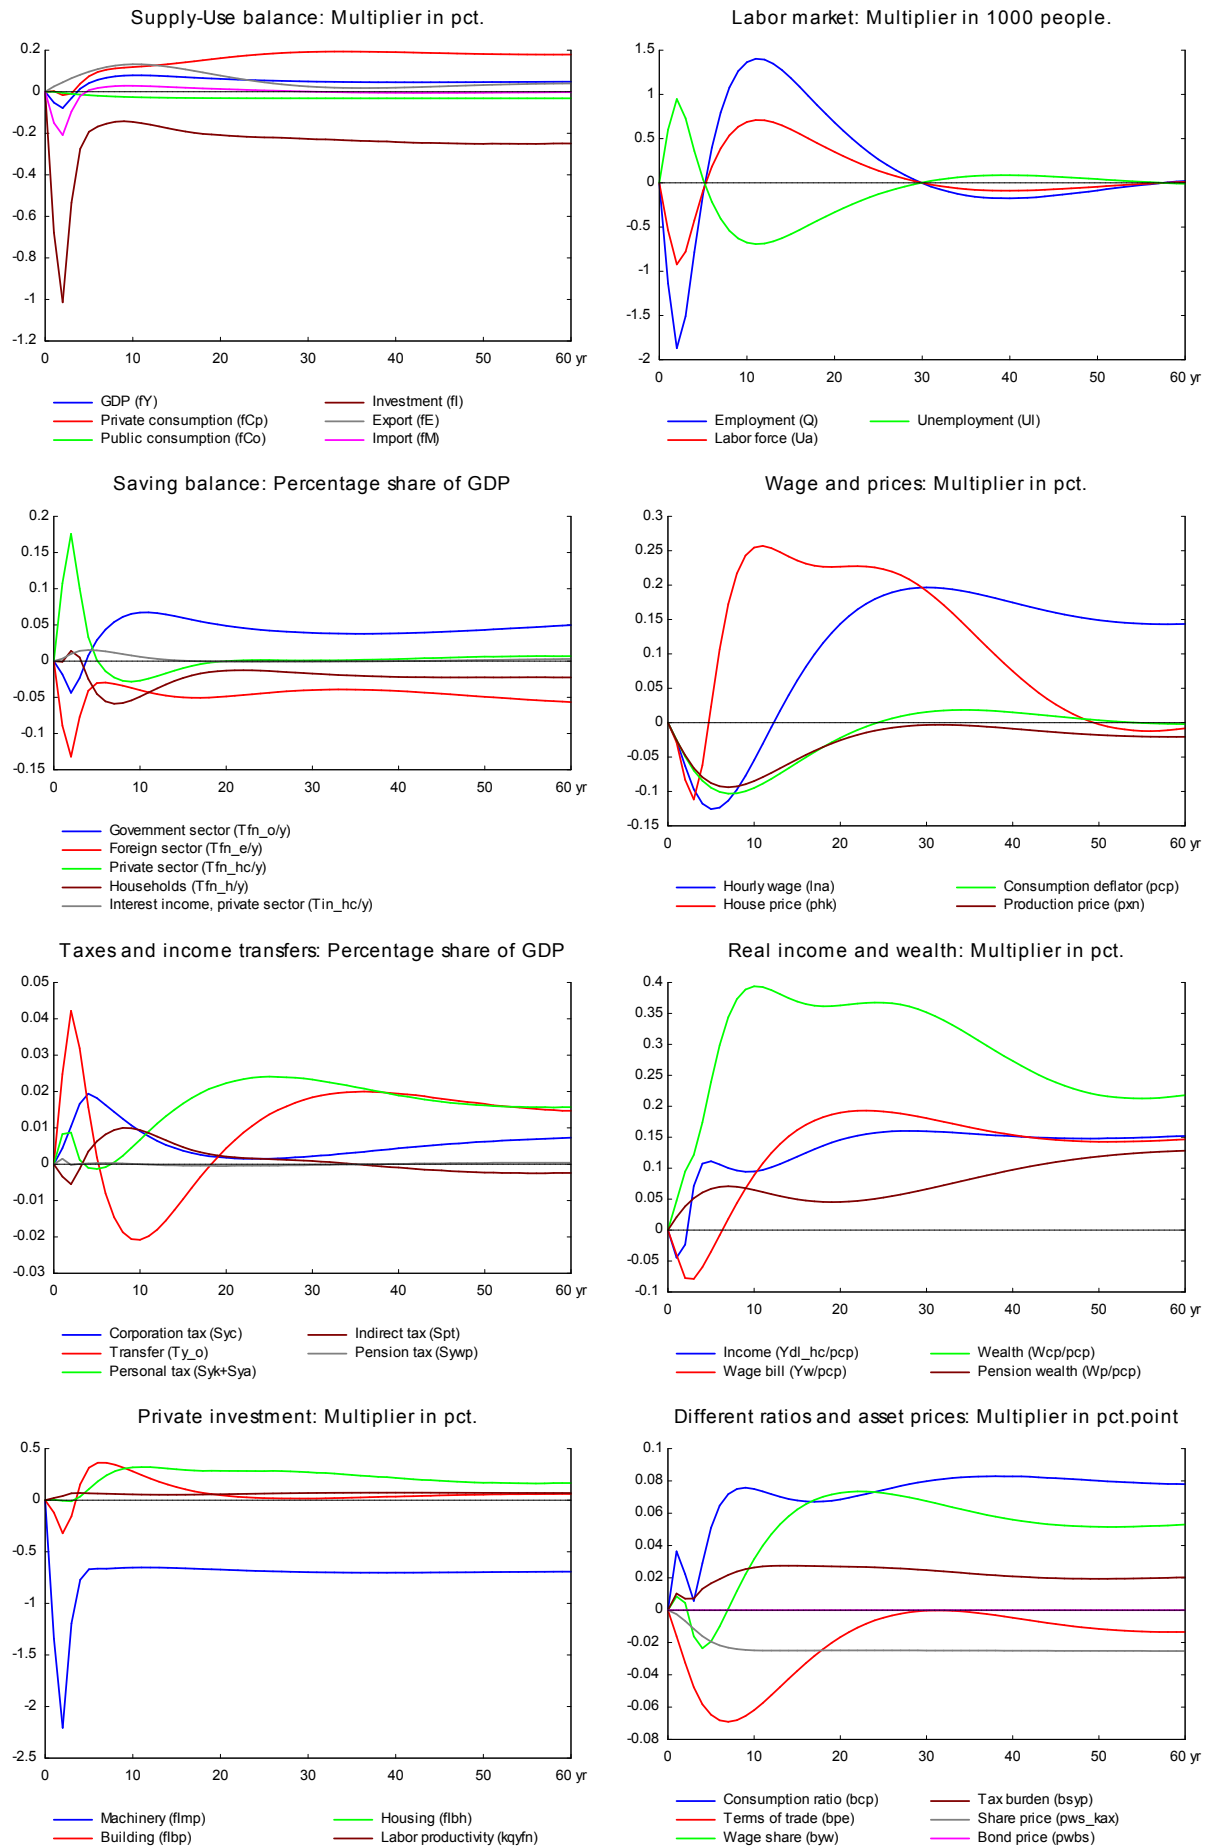 Supply-Use balance: Multiplier in pct.
0.2
0
-0.2
-0.4
-0.6
-0.8
-1
-1.2
0 10 20 30 40 50 60 yr
GDP (fY)
Investment (fI)
Private consumption (fCp)
Export (fE)
Public consumption (fCo)
Import (fM)
Labor market: Multiplier in 1000 people.
1.5
1
0.5
0
-0.5
-1
-1.5
-2
0 10 20 30 40 50 60 yr
Employment (Q)
Unemployment (Ul)
Labor force (Ua)
Saving balance: Percentage share of GDP
0.2
0.15
0.1
0.05
0
-0.05
-0.1
-0.15
0 10 20 30 40 50 60 yr
Government sector (Tfn_o/y)
Foreign sector (Tfn_e/y)
Private sector (Tfn_hc/y)
Households (Tfn_h/y)
Interest income, private sector (Tin_hc/y)
Wage and prices: Multiplier in pct.
0.3
0.25
0.2
0.15
0.1
0.05
0
-0.05
-0.1
-0.15
0 10 20 30 40 50 60 yr
Hourly wage (lna)
Consumption deflator (pcp)
House price (phk)
Production price (pxn)
Taxes and income transfers: Percentage share of GDP
0.05
0.04
0.03
0.02
0.01
0
-0.01
-0.02
-0.03
0 10 20 30 40 50 60 yr
Corporation tax (Syc)
Indirect tax (Spt)
Transfer (Ty_o)
Pension tax (Sywp)
Personal tax (Syk+Sya)
Real income and wealth: Multiplier in pct.
0.4
0.35
0.3
0.25
0.2
0.15
0.1
0.05
0
-0.05
-0.1
0 10 20 30 40 50 60 yr
Income (Ydl_hc/pcp)
Wealth (Wcp/pcp)
Wage bill (Yw/pcp)
Pension wealth (Wp/pcp)
Private investment: Multiplier in pct.
0.5
0
-0.5
-1
-1.5
-2
-2.5
0 10 20 30 40 50 60 yr
Machinery (fImp)
Housing (fIbh)
Building (fIbp)
Labor productivity (kqyfn)
Different ratios and asset prices: Multiplier in pct.point
0.1
0.08
0.06
0.04
0.02
0
-0.02
-0.04
-0.06
-0.08
0 10 20 30 40 50 60 yr
Consumption ratio (bcp)
Tax burden (bsyp)
Terms of trade (bpe)
Share price (pws_kax)
Wage share (byw)
Bond price (pwbs)